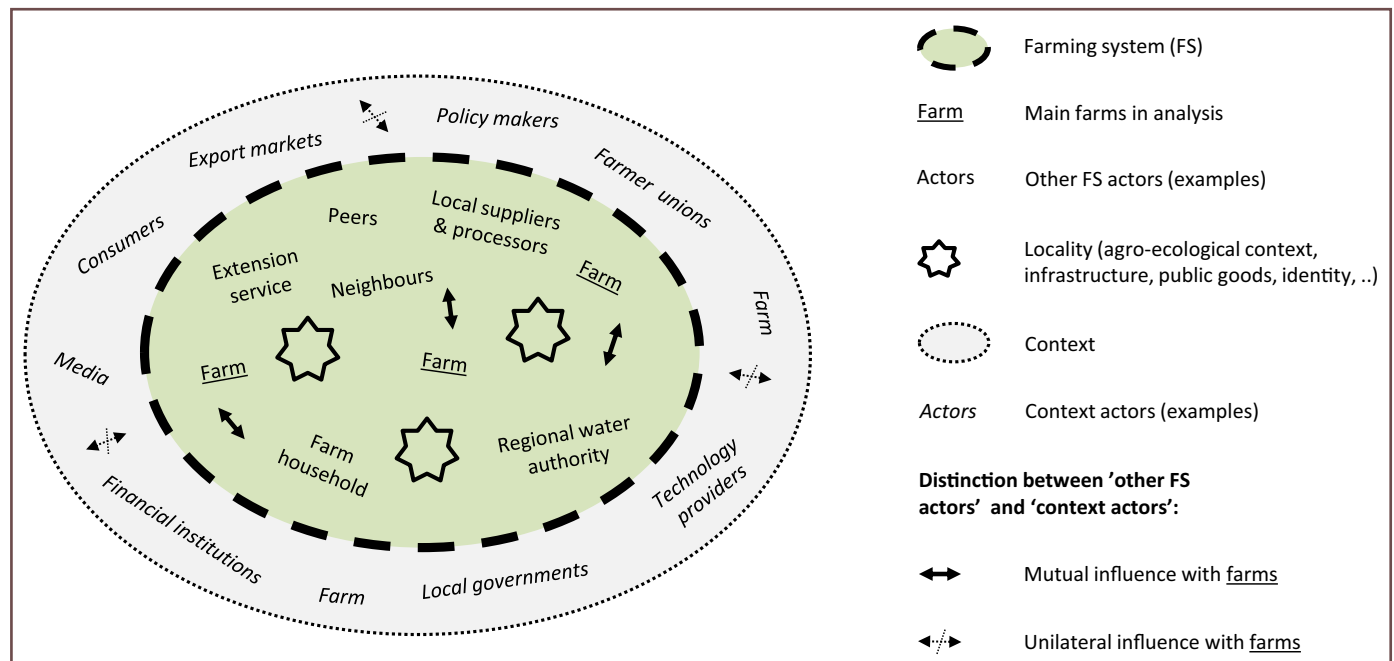 Policy makers
Export markets
Farmer unions
Consumers
Farm
Media
Technology
providers
Financial institutions
Farm
Local governments
Peers
Local suppliers
& processors
Extension
service
Neighbours
Farm
Farm
Farm
Farm
household
Regional water
authority
Farming system (FS)
Farm Main farms in analysis
Actors Other FS actors (examples)
Locality (agro-ecological context,
infrastructure, public goods, identity, ..)
Context
Actors Context actors (examples)
Distinction between ’other FS
actors’ and ‘context actors’:
Mutual influence with farms
Unilateral influence with farms